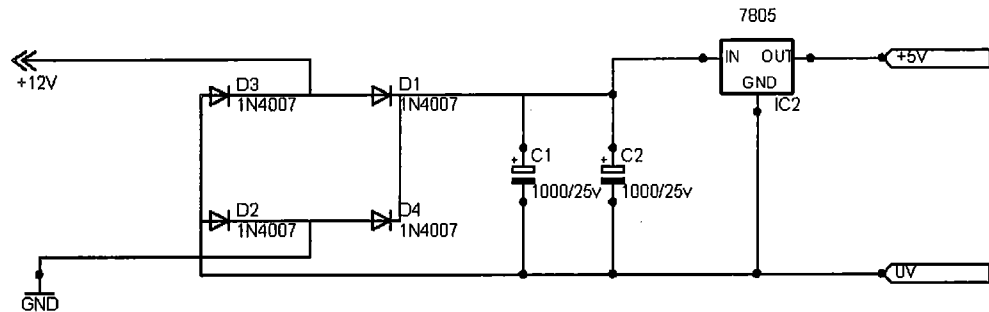 7805
+12V
IN OUT
+5V
GND
IC2
D3
1N4007
D1
1N4007
+ C1
1000/25v
+ C2
1000/25v
D2
1N4007
D4
1N4007
GND
UV